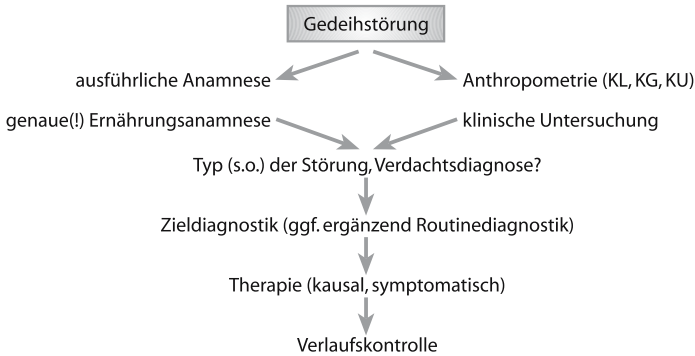 Gedeihstörung
ausführliche Anamnese
Anthropometrie (KL, KG, KU)
genaue(!) Ernährungsanamnese
klinische Untersuchung
Typ (s.o.) der Störung, Verdachtsdiagnose?
Zieldiagnostik (ggf. ergänzend Routinediagnostik)
Therapie (kausal, symptomatisch)
Verlaufskontrolle